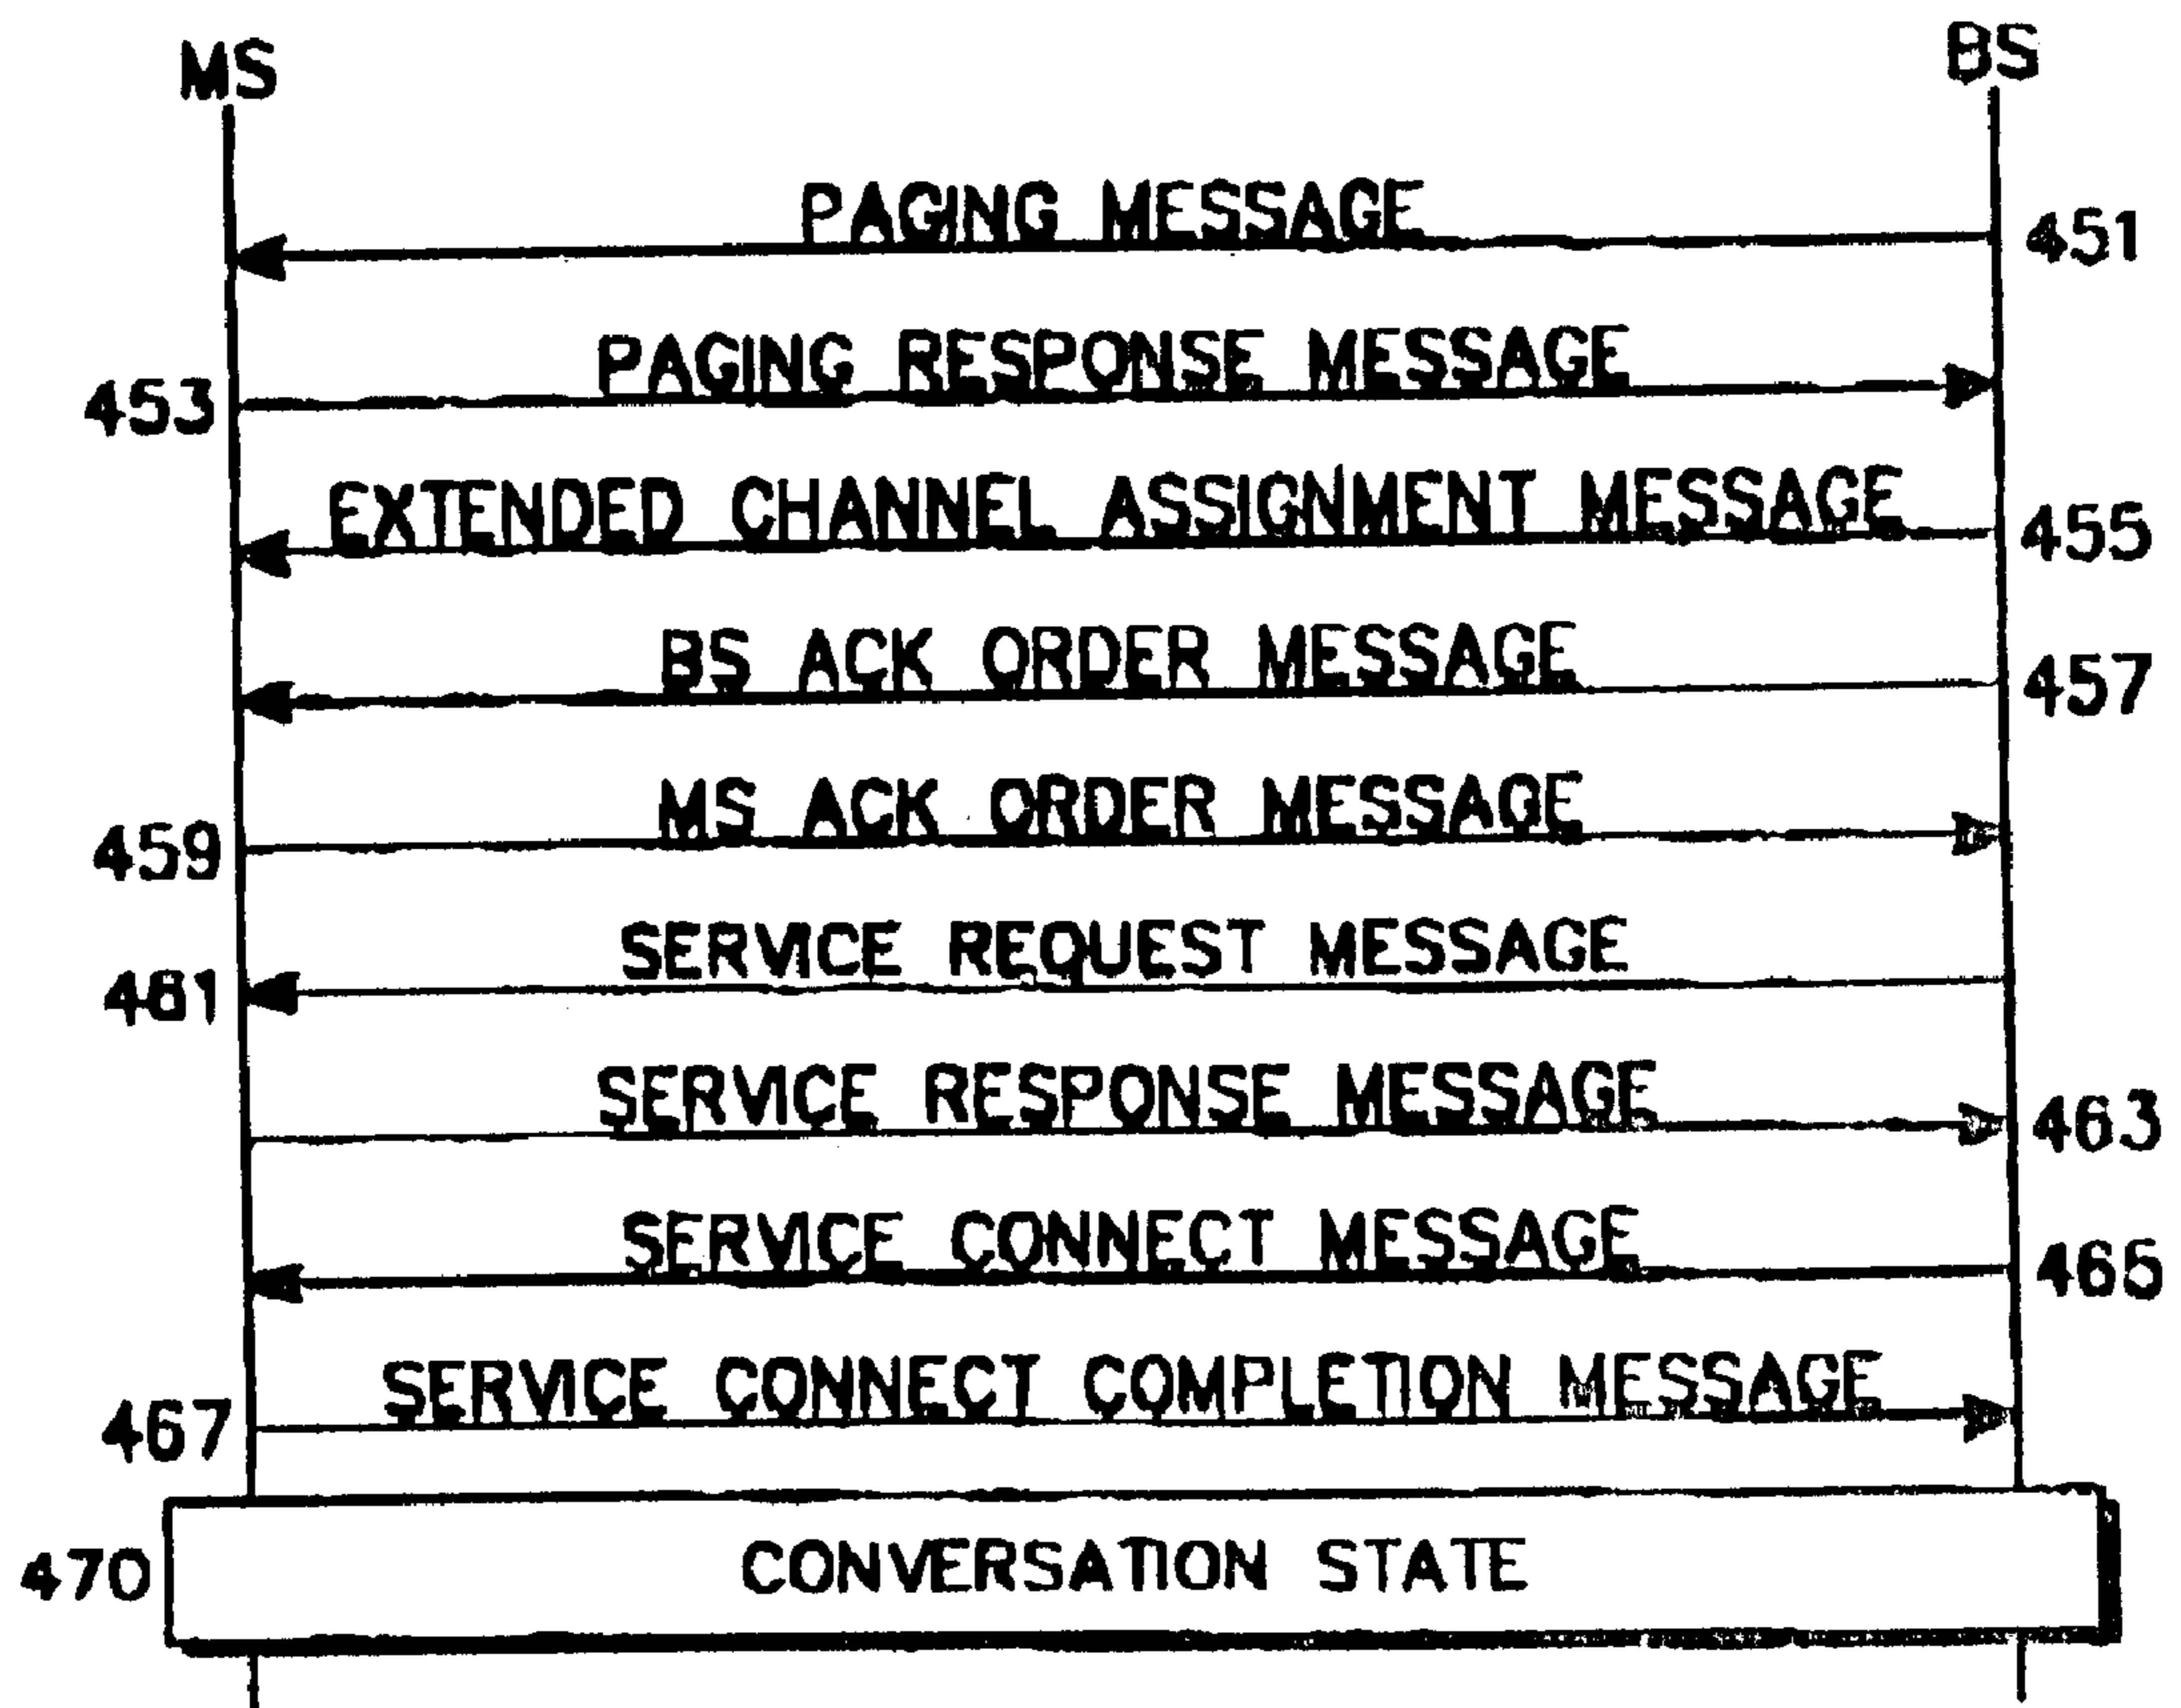 MS BS
PAGING MESSAGE 451
453 PAGING RESPONSE MESSAGE
EXTENDED CHANNEL ASSIGNMENT MESSAGE 455
BS ACK ORDER MESSAGE 457
459 MS ACK ORDER MESSAGE
461 SERVICE REQUEST MESSAGE
SERVICE RESPONSE MESSAGE 463
SERVICE CONNECT MESSAGE 465
467 SERVICE CONNECT COMPLETION MESSAGE
470 CONVERSATION STATE